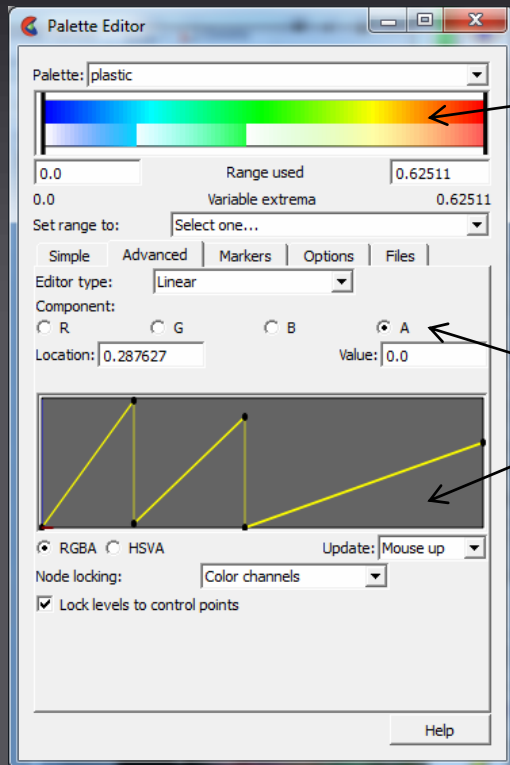 Palette Editor
Palette: plastic
0.0 Range used 0.62511
0.0 Variable extrema 0.62511
Set range to: Select one...
Simple Advanced Markers Options Files
Editor type: Linear
Component:
R G B A
Location: 0.287627 Value: 0.0
RGBA HSVA Update: Mouse up
Node locking: Color channels
Lock levels to control points
Help